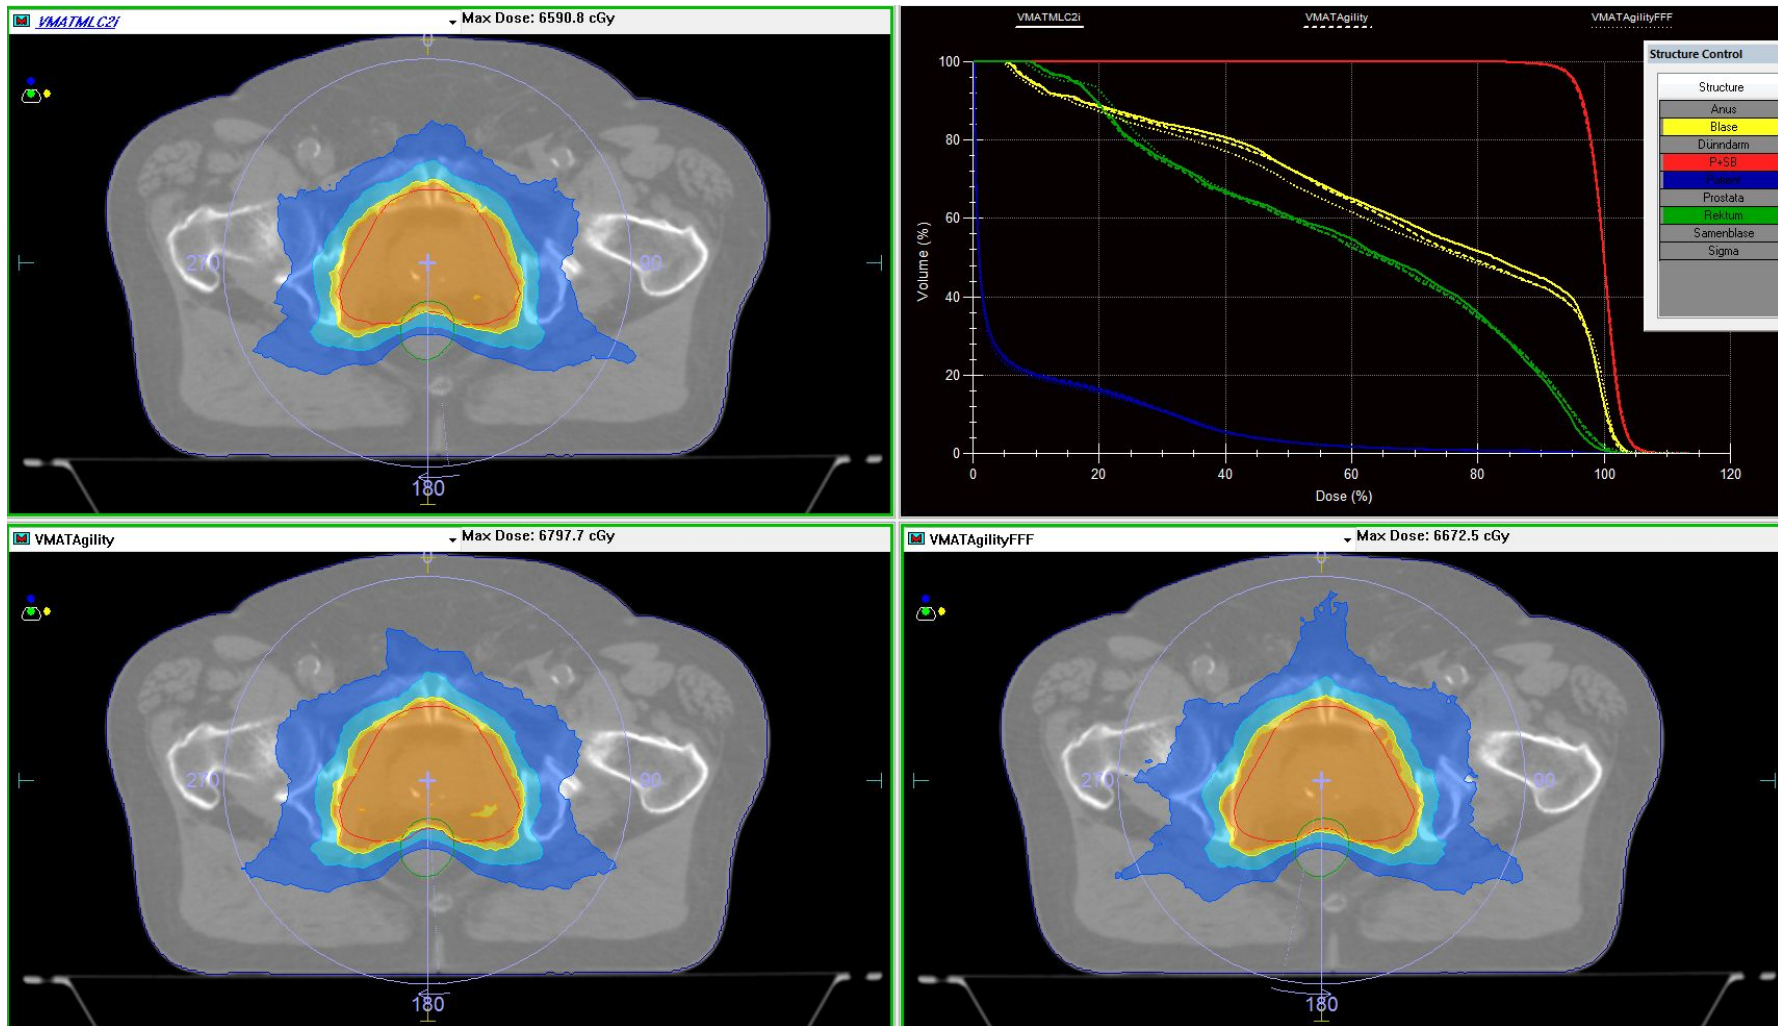 VMATMLC2i
Max Dose: 6590.8 cGy
0
270
90
180
VMATMLC2i
VMATAgility
VMATAgilityFFF
100
80
60
40
20
0
Volume (%)
0 20 40 60 80 100 120
Dose (%)
Structure Control
Structure
Anus
Blase
Dünndarm
P+SB
Patient
Prostata
Rektum
Samenblase
Sigma
VMATAgility
Max Dose: 6797.7 cGy
0
270
90
180
VMATAgilityFFF
Max Dose: 6672.5 cGy
0
270
90
180